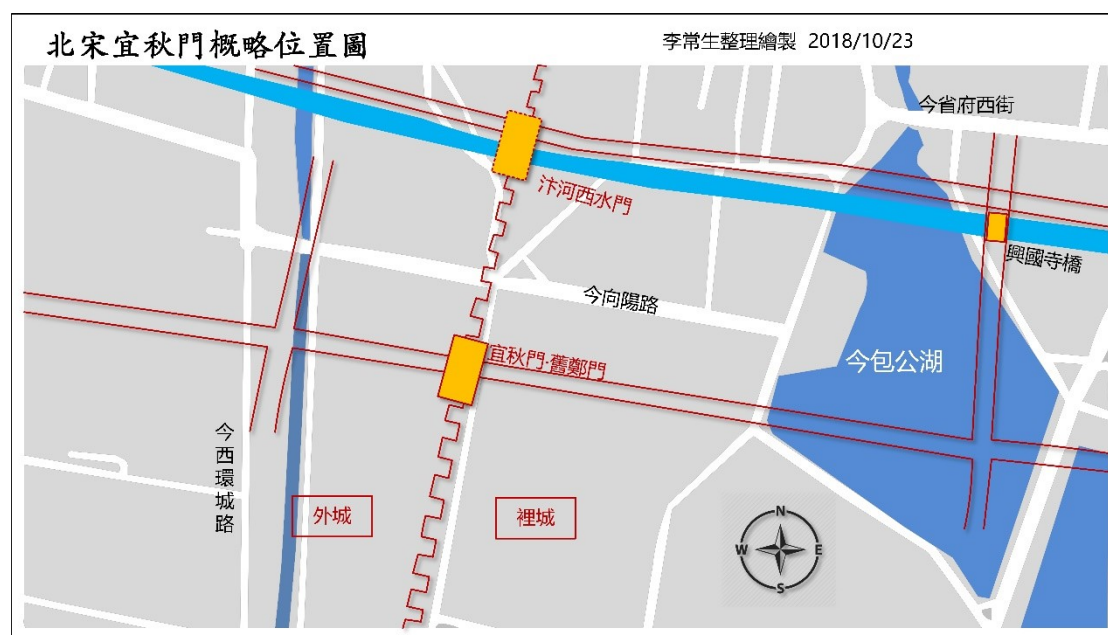 北宋宜秋門概略位置圖
李常生整理繪製 2018/10/23
今省府西街
汴河西水門
興國寺橋
今向陽路
宜秋門·舊鄭門
今包公湖
今西環城路
外城
裡城
N
W
E
S